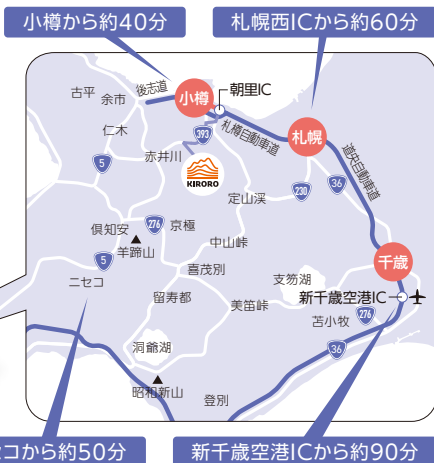 小樽から約40分
札幌西ICから約60分
古平
余市
後志道
小樽
朝里IC
仁木
札樽自動車道
札幌
393
5
赤井川
KIRORO
道央自動車道
定山渓
230
36
倶知安
276
京極
羊蹄山
中山峠
千歳
5
喜茂別
支笏湖
ニセコ
新千歳空港IC
留寿都
美笛峠
276
苫小牧
洞爺湖
36
昭和新山
登別
コから約50分
新千歳空港ICから約90分